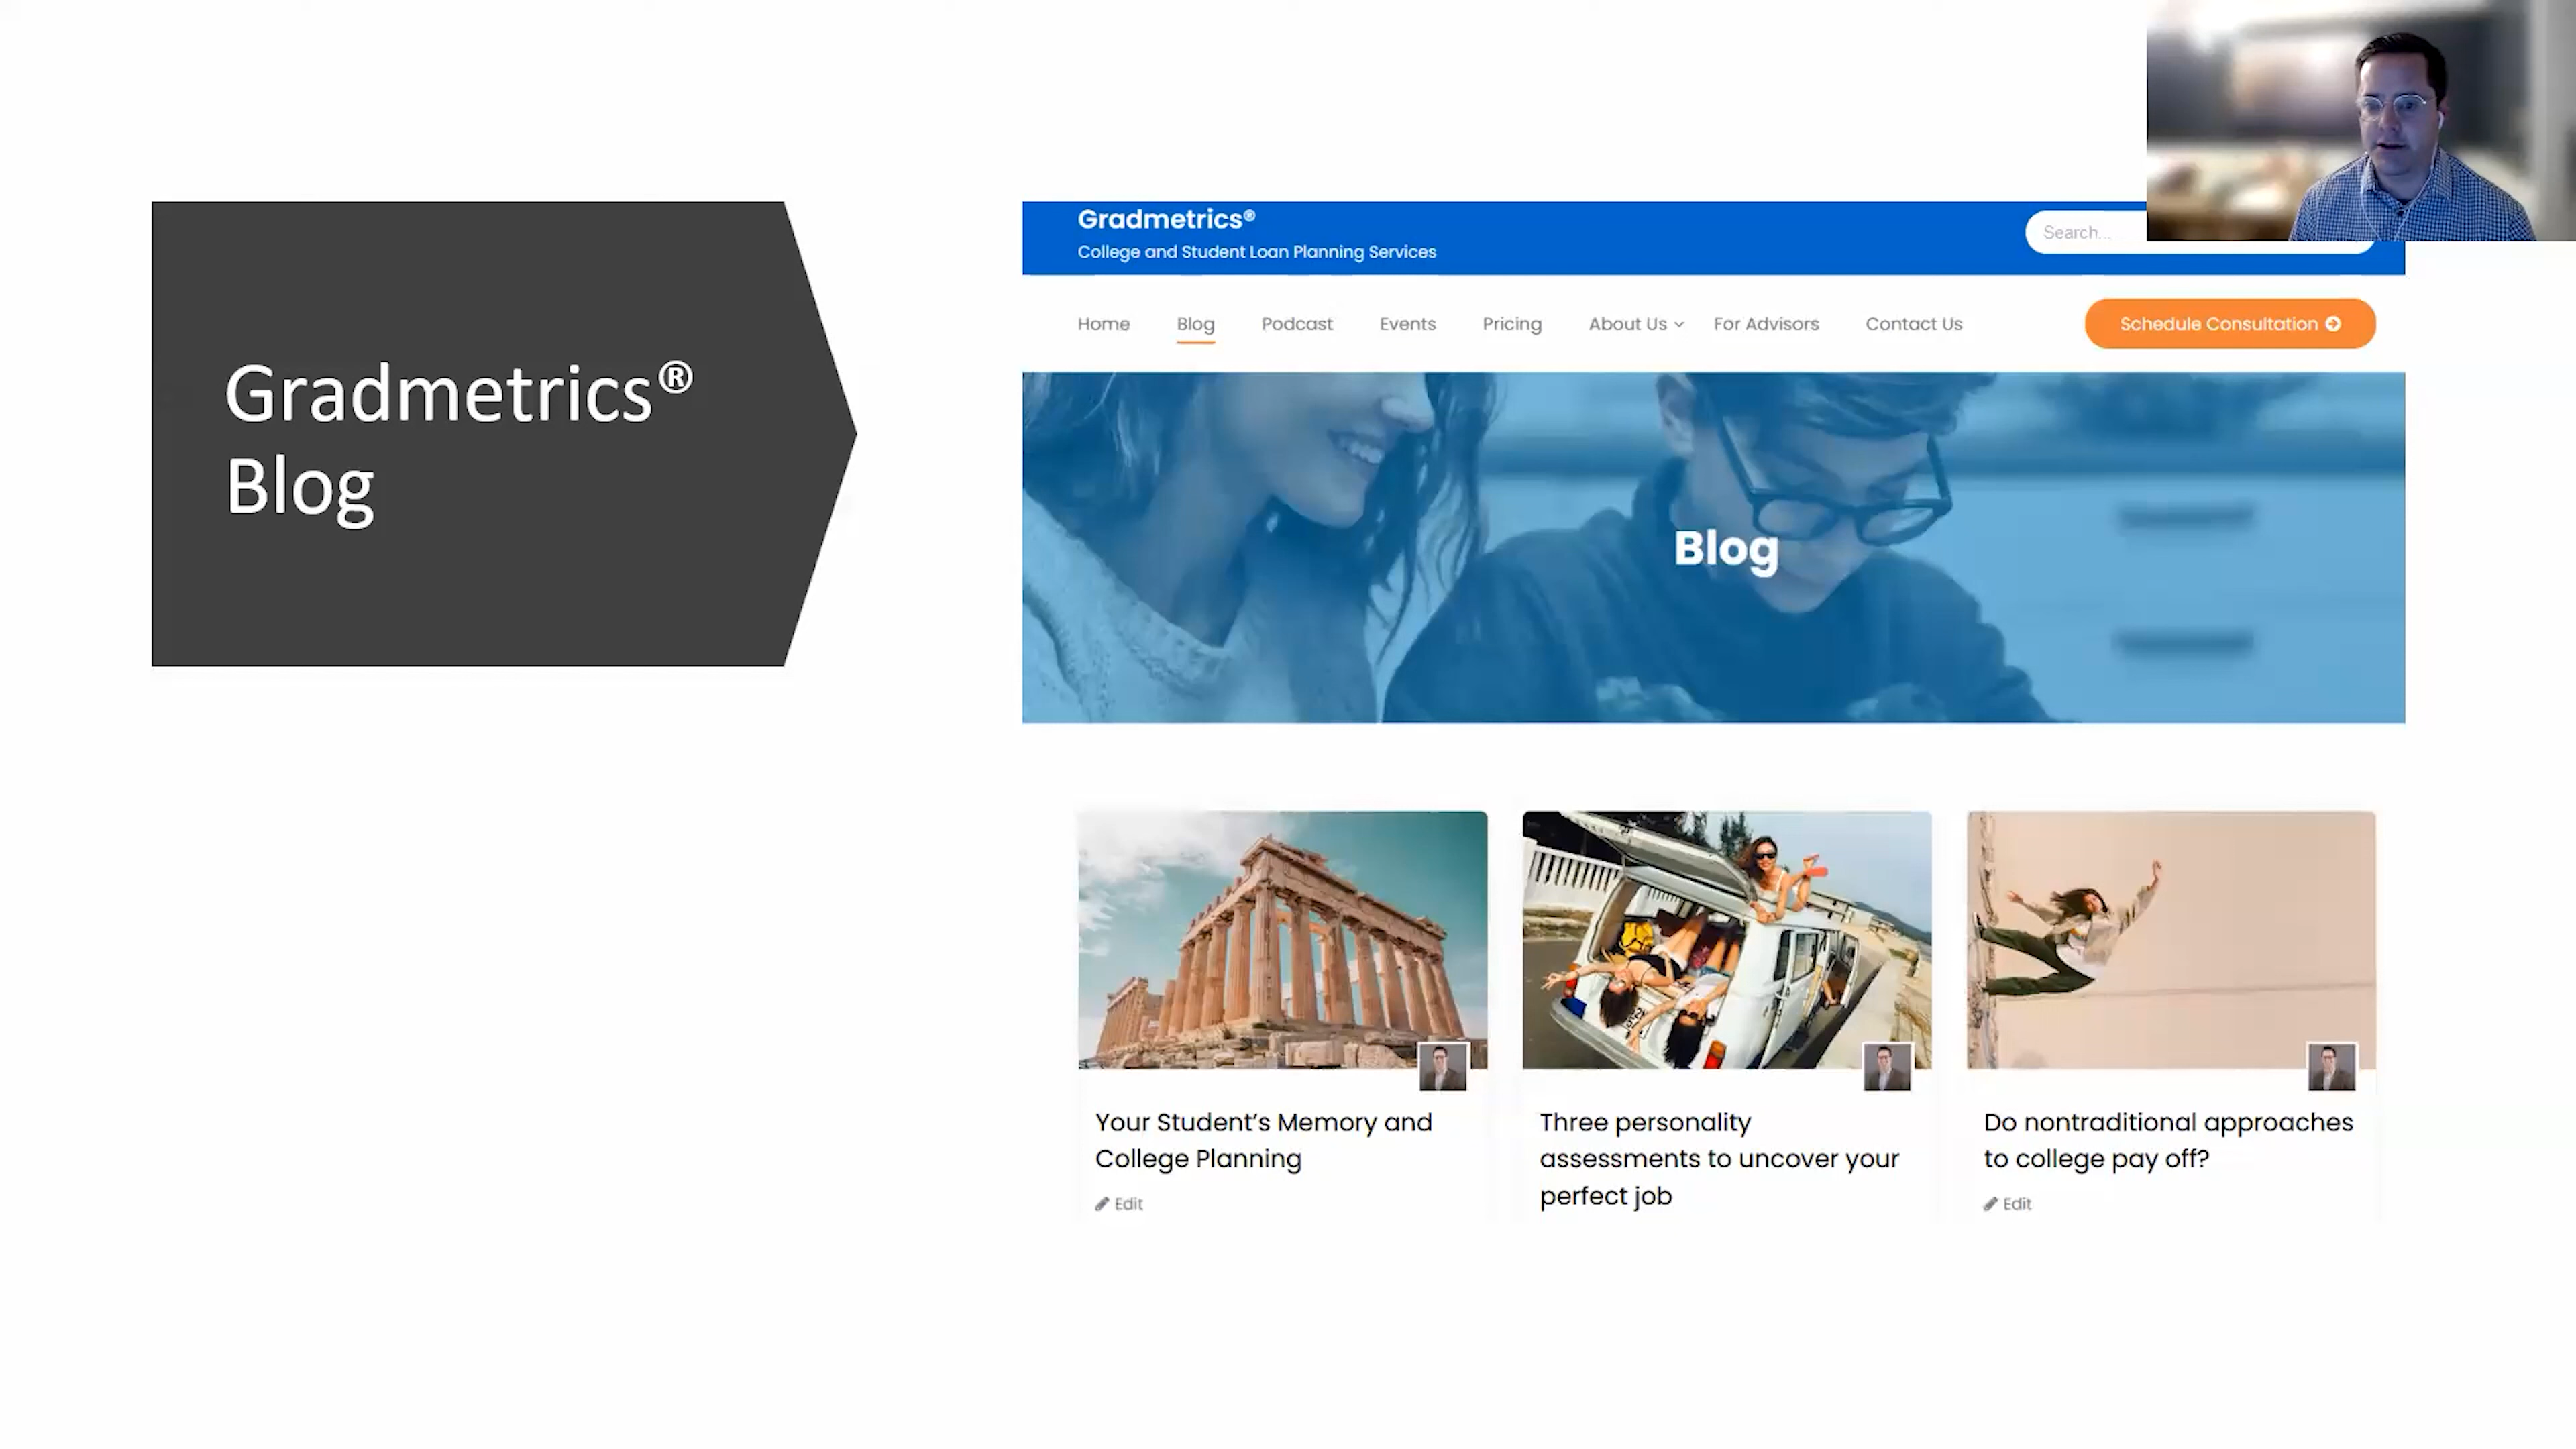 Gradmetrics®
Blog
Gradmetrics®
College and Student Loan Planning Services
Search...
Home Blog Podcast Events Pricing About Us For Advisors Contact Us Schedule Consultation
Blog
Your Student’s Memory and
College Planning
Edit
Three personality
assessments to uncover your
perfect job
Do nontraditional approaches
to college pay off?
Edit